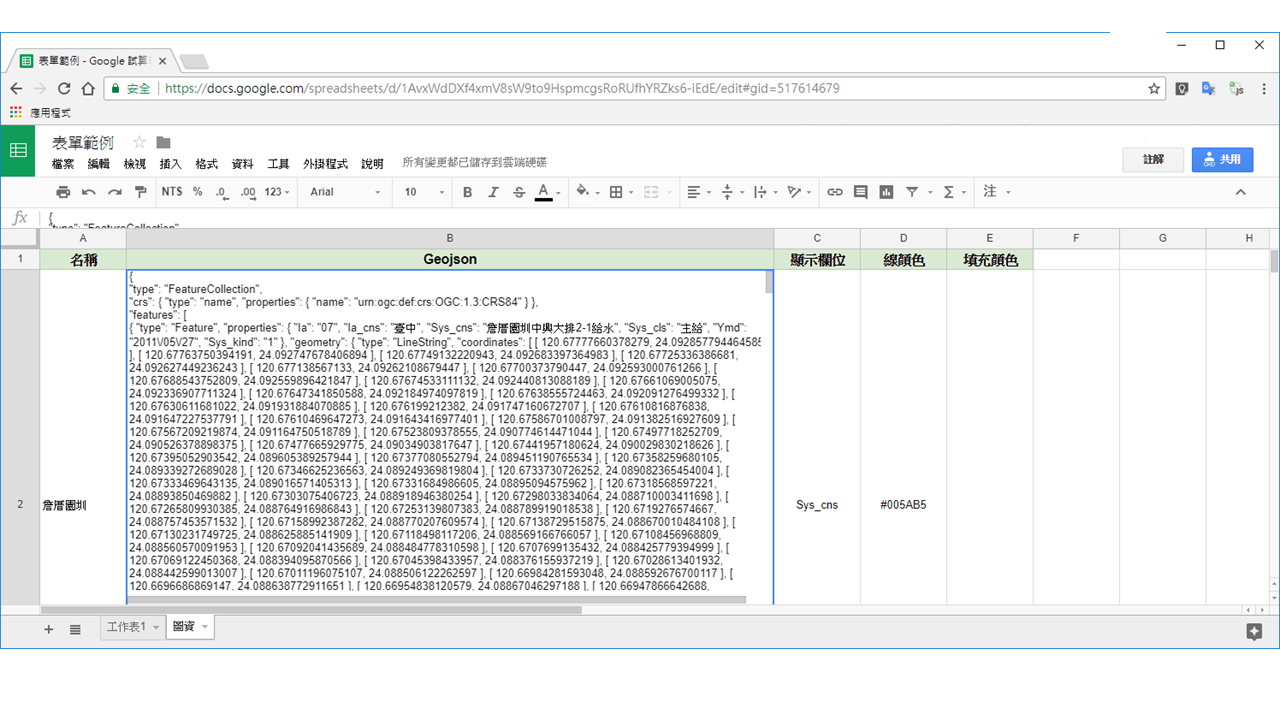 表單範例 - Google 試算
安全 https://docs.google.com/spreadsheets/d/1AvxWdDXf4xmV8sW9to9HspmcgsRoRUfhYRZks6-iEdE/edit#gid=517614679
應用程式
表單範例
檔案 編輯 檢視 插入 格式 資料 工具 外掛程式 說明 所有變更都已儲存到雲端硬碟
註解 共用
NT$ % .0 .00 123 Arial 10 B I S A Σ 注
fx {
"type": "FeatureCollection"
A B C D E F G H
1 名稱 Geojson 顯示欄位 線顏色 填充顏色
{
"type": "FeatureCollection",
"crs": { "type": "name", "properties": { "name": "urn:ogc:def:crs:OGC:1.3:CRS84" } },
"features": [
{ "type": "Feature", "properties": { "Ia": "07", "Ia_cns": "臺中", "Sys_cns": "詹厝園圳中興大排2-1給水", "Sys_cls": "主給", "Ymd":
"2011\/05\/27", "Sys_kind": "1" }, "geometry": { "type": "LineString", "coordinates": [ [ 120.67777660378279, 24.092857794464585
], [ 120.67763750394191, 24.092747678406894 ], [ 120.67749132220943, 24.092683397364983 ], [ 120.67725336386681,
24.092627449236243 ], [ 120.677138567133, 24.09262108679447 ], [ 120.67700373790447, 24.092593000761266 ], [
120.67688543752809, 24.092559896421847 ], [ 120.67674533111132, 24.092440813088189 ], [ 120.67661069005075,
24.092336907711324 ], [ 120.67647341850588, 24.092184974097819 ], [ 120.67638555724463, 24.092091276499332 ], [
120.67630611681022, 24.091931884070885 ], [ 120.676199212382, 24.091747160672707 ], [ 120.67610816876838,
24.091647227537791 ], [ 120.67610469647273, 24.091643416977401 ], [ 120.67586701008797, 24.091382516927609 ], [
120.67567209219874, 24.091164750518789 ], [ 120.67523809378555, 24.090774614471044 ], [ 120.67497718252709,
24.090526378898375 ], [ 120.67477665929775, 24.09034903817647 ], [ 120.67441957180624, 24.090029830218626 ], [
120.67395052903542, 24.089605389257944 ], [ 120.67377080552794, 24.089451190765534 ], [ 120.67358259680105,
24.089339272689028 ], [ 120.67346625236563, 24.089249369819804 ], [ 120.6733730726252, 24.089082365454004 ], [
120.67333469643135, 24.089016571405313 ], [ 120.67331684986605, 24.08895094575962 ], [ 120.67318568597221,
24.08893850469882 ], [ 120.67303075406723, 24.088918946380254 ], [ 120.67298033834064, 24.088710003411698 ], [
120.67265959930385, 24.088764916986843 ], [ 120.67253139807383, 24.088789919018538 ], [ 120.6719276574667,
24.088757453571532 ], [ 120.67158992387282, 24.088770207609574 ], [ 120.67138729515875, 24.088670010484108 ], [
120.67130231749725, 24.088625885141909 ], [ 120.67118498117206, 24.088569166766057 ], [ 120.67108456968809,
24.088560570091953 ], [ 120.67092041435689, 24.088484778310598 ], [ 120.6707699135432, 24.088425779394999 ], [
120.67069122450368, 24.088394095870566 ], [ 120.67045398433957, 24.088376155937219 ], [ 120.67028613401932,
24.088442599013007 ], [ 120.67011196075107, 24.088506122262597 ], [ 120.66984281593048, 24.088592676700117 ], [
120.6696686869147, 24.088638772911651 ], [ 120.66954838120579, 24.08867046297188 ], [ 120.66947866642688,
2 詹厝園圳 Sys_cns #005AB5
工作表1 圖資